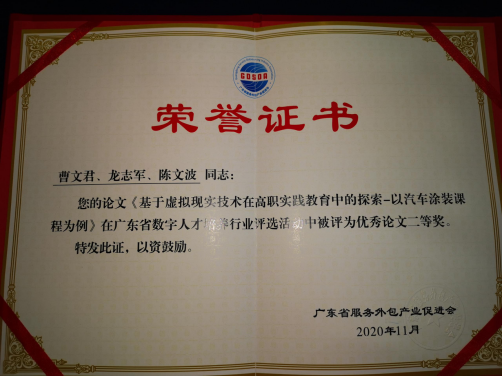 GDSOA
荣誉证书
曹文君、龙志军、陈文波 同志：
您的论文《基于虚拟现实技术在高职实践教育中的探索-以汽车涂装课
程为例》在广东省数字人才培养行业评选活动中被评为优秀论文二等奖。
特发此证，以资鼓励。
广东省服务外包产业促进会
2020年11月